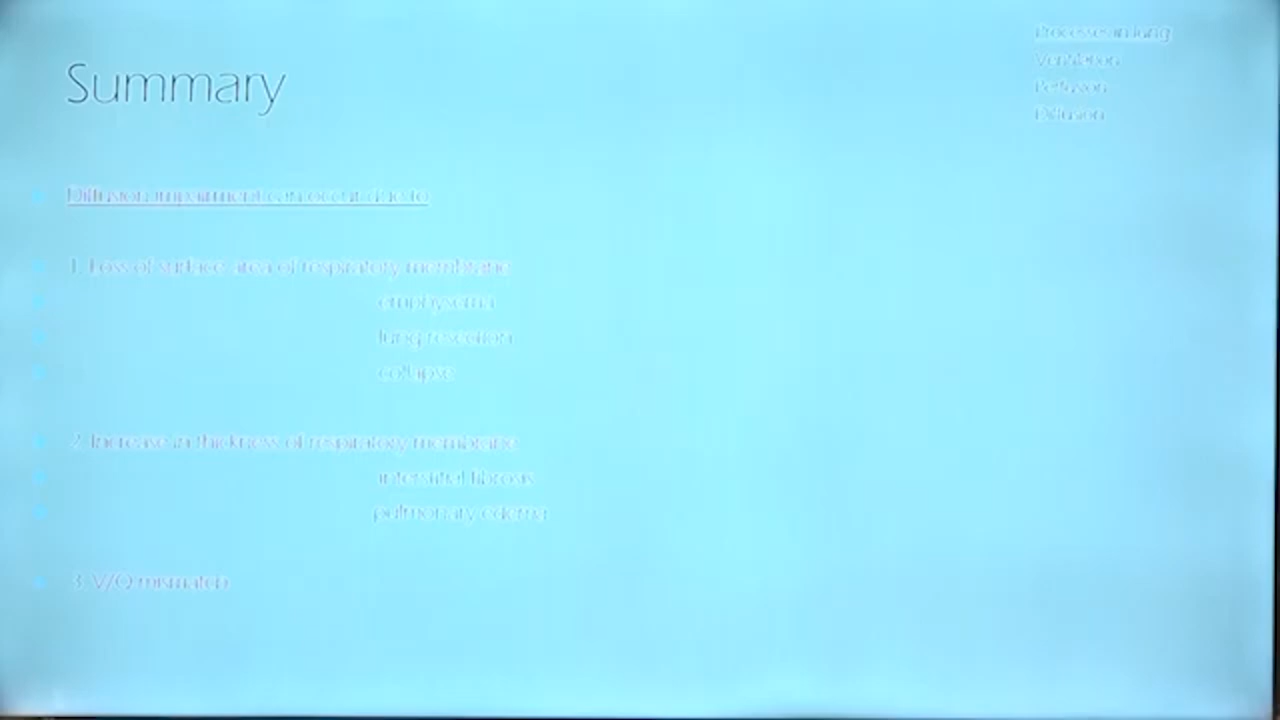 Processes in lung
Ventilation
Perfusion
Diffusion
Summary
Diffusion impairment can occur due to
1. Loss of surface area of respiratory membrane
emphysema
lung resection
collapse
2. Increase in thickness of respiratory membrane
interstitial fibrosis
pulmonary edema
3. V/Q mismatch